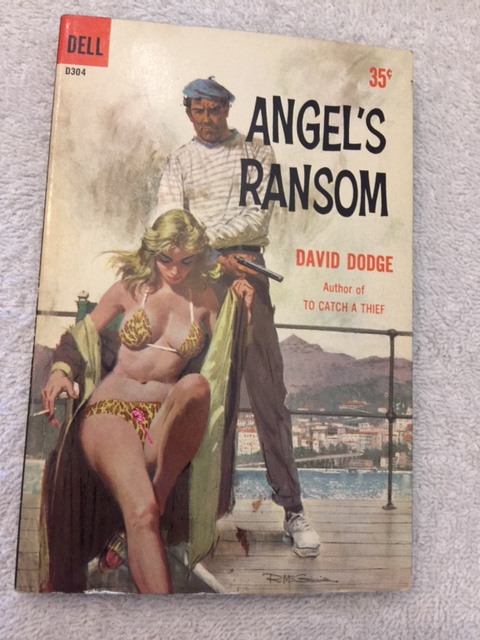 DELL
D304
35¢
ANGEL'S
RANSOM
DAVID DODGE
Author of
TO CATCH A THIEF